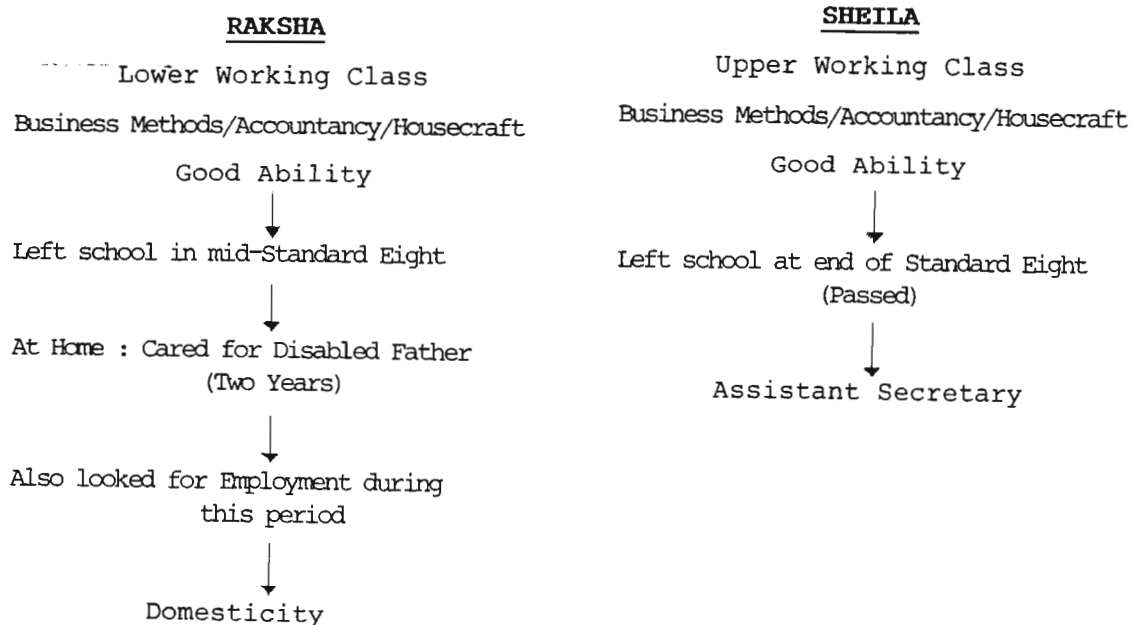 RAKSHA
Lower Working Class
Business Methods/Accountancy/Housecraft
Good Ability
Left school in mid-Standard Eight
At Home : Cared for Disabled Father
(Two Years)
Also looked for Employment during
this period
Domesticity
SHEILA
Upper Working Class
Business Methods/Accountancy/Housecraft
Good Ability
Left school at end of Standard Eight
(Passed)
Assistant Secretary